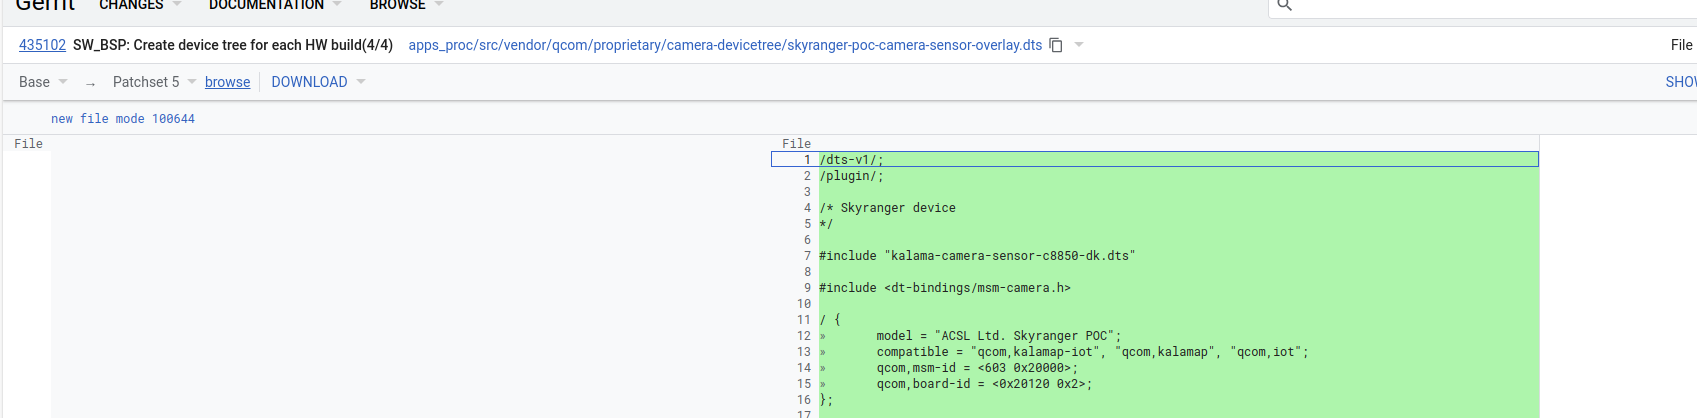 Gerrit CHANGES DOCUMENTATION BROWSE
435102 SW_BSP: Create device tree for each HW build(4/4) apps_proc/src/vendor/qcom/proprietary/camera-devicetree/skyranger-poc-camera-sensor-overlay.dts File
Base → Patchset 5 browse DOWNLOAD SHOW
new file mode 100644
File File
1 /dts-v1/;
2 /plugin/;
3
4 /* Skyranger device
5 */
6
7 #include "kalama-camera-sensor-c8850-dk.dts"
8
9 #include <dt-bindings/msm-camera.h>
10
11 / {
12 » model = "ACSL Ltd. Skyranger POC";
13 » compatible = "qcom,kalamap-iot", "qcom,kalamap", "qcom,iot";
14 » qcom,msm-id = <603 0x20000>;
15 » qcom,board-id = <0x20120 0x2>;
16 };
17